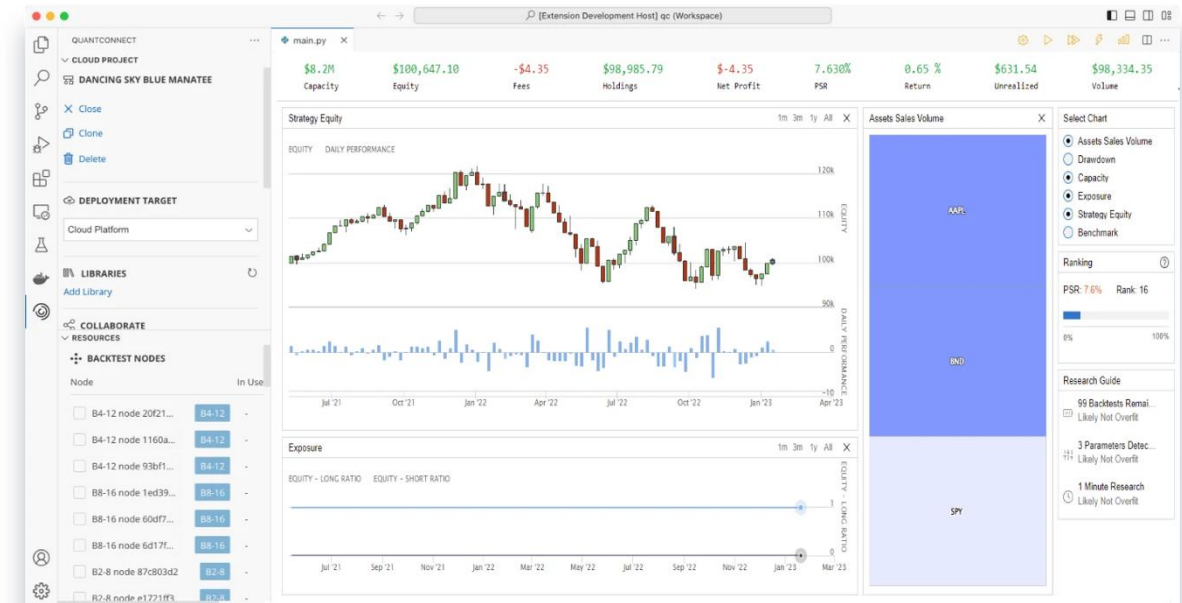 [Extension Development Host] qc (Workspace)
QUANTCONNECT
CLOUD PROJECT
DANCING SKY BLUE MANATEE
Close
Clone
Delete
DEPLOYMENT TARGET
Cloud Platform
LIBRARIES
Add Library
COLLABORATE
RESOURCES
BACKTEST NODES
Node In Use
B4-12 node 20f21... B4-12 -
B4-12 node 1160a... B4-12 -
B4-12 node 93bf1... B4-12 -
B8-16 node 1ed39... B8-16 -
B8-16 node 60df7... B8-16 -
B8-16 node 6d17f... B8-16 -
B2-8 node 87c803d2 B2-8 -
B2-8 node e1721ff3 B2-8 -
main.py
$8.2M $100,647.10 -$4.35 $98,985.79 $-4.35 7.630% 0.65 % $631.54 $98,334.35
Capacity Equity Fees Holdings Net Profit PSR Return Unrealized Volume
Strategy Equity 1m 3m 1y All X
EQUITY DAILY PERFORMANCE
120k
110k
100k
90k
EQUITY
0
-10
DAILY PERFORMANCE
Jul '21 Oct '21 Jan '22 Apr '22 Jul '22 Oct '22 Jan '23 Apr '23
Exposure 1m 3m 1y All X
EQUITY - LONG RATIO EQUITY - SHORT RATIO
1
0
EQUITY - LONG RATIO
Jul '21 Sep '21 Nov '21 Jan '22 Mar '22 May '22 Jul '22 Sep '22 Nov '22 Jan '23 Mar '23
Assets Sales Volume X
AAPL
BND
SPY
Select Chart
Assets Sales Volume
Drawdown
Capacity
Exposure
Strategy Equity
Benchmark
Ranking
PSR: 7.6% Rank: 16
0% 100%
Research Guide
99 Backtests Remai...
Likely Not Overfit
3 Parameters Detec...
Likely Not Overfit
1 Minute Research
Likely Not Overfit